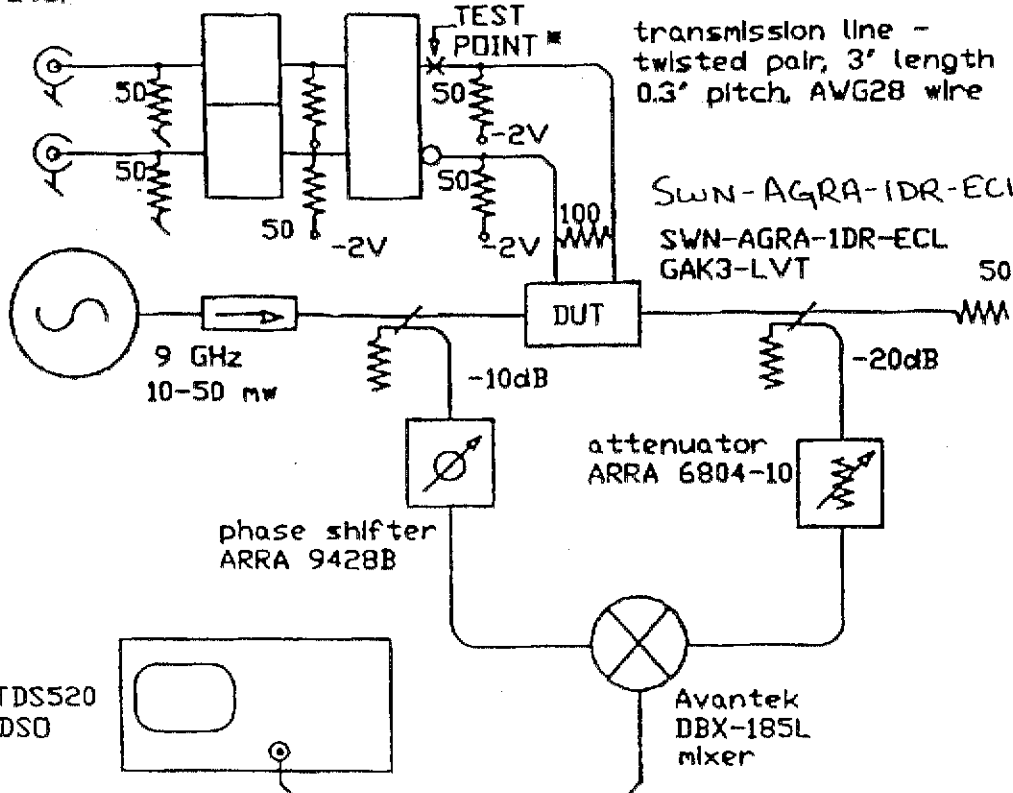 TEST
POINT *
transmission line -
twisted pair, 3' length
0.3' pitch, AWG28 wire
50
50
-2V
50
50
50
-2V
-2V
100
SWN-AGRA-1DR-ECL
SWN-AGRA-1DR-ECL
GAK3-LVT
50
DUT
9 GHz
10-50 mw
-10dB
-20dB
attenuator
ARRA 6804-10
phase shifter
ARRA 9428B
TDS520
DSO
Avantek
DBX-185L
mixer